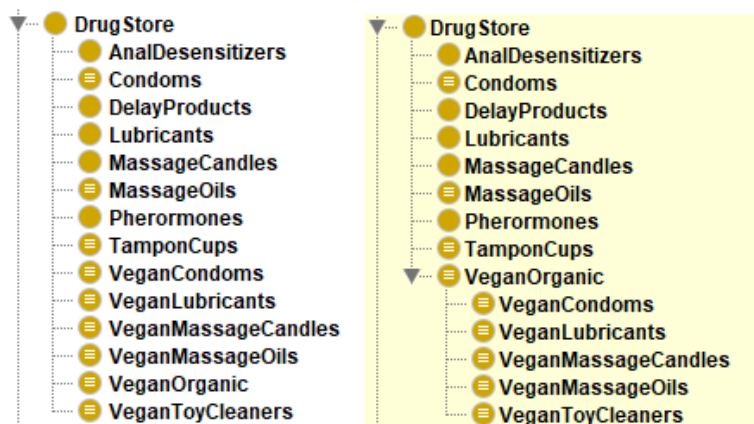 DrugStore
AnalDesensitizers
Condoms
DelayProducts
Lubricants
MassageCandles
MassageOils
Pherormones
TamponCups
VeganCondoms
VeganLubricants
VeganMassageCandles
VeganMassageOils
VeganOrganic
VeganToyCleaners
DrugStore
AnalDesensitizers
Condoms
DelayProducts
Lubricants
MassageCandles
MassageOils
Pherormones
TamponCups
VeganOrganic
VeganCondoms
VeganLubricants
VeganMassageCandles
VeganMassageOils
VeganToyCleaners